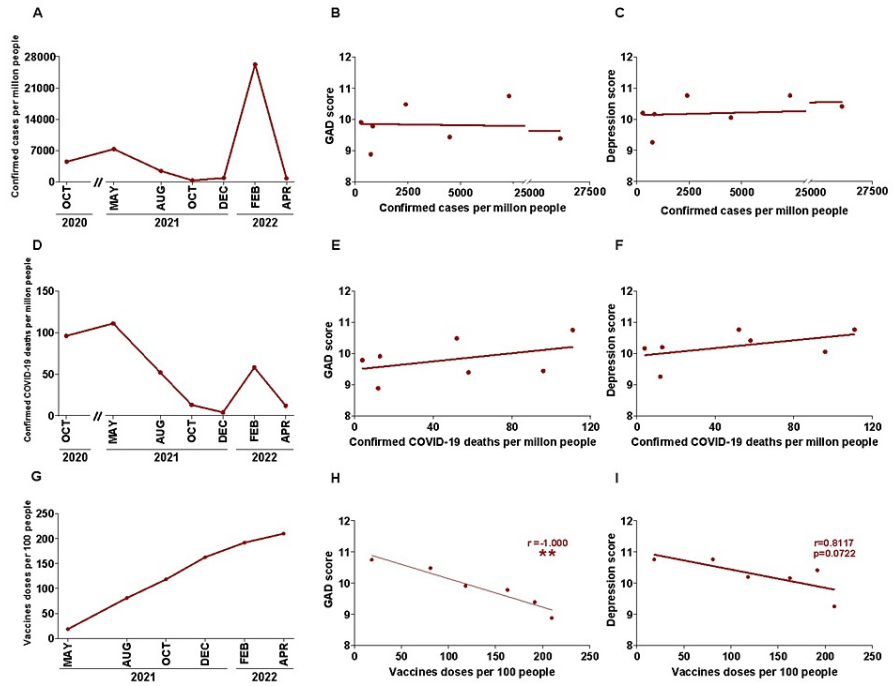 A
Confirmed cases per millon people
28000
21000
14000
7000
0
OCT
//
MAY
AUG
OCT
DEC
FEB
APR
2020
2021
2022
B
GAD score
12
11
10
9
8
2500
5000
25000
27500
Confirmed cases per millon people
C
Depression score
12
11
10
9
8
2500
5000
25000
27500
Confirmed cases per millon people
D
Confirmed COVID-19 deaths per millon people
150
100
50
0
OCT
//
MAY
AUG
OCT
DEC
FEB
APR
2020
2021
2022
E
GAD score
12
11
10
9
8
0
40
80
120
Confirmed COVID-19 deaths per millon people
F
Depression score
12
11
10
9
8
0
40
80
120
Confirmed COVID-19 deaths per millon people
G
Vaccines doses per 100 people
250
200
150
100
50
0
MAY
AUG
OCT
DEC
FEB
APR
2021
2022
H
GAD score
12
11
10
9
8
r =-1.000
**
0
50
100
150
200
250
Vaccines doses per 100 people
I
Depression score
12
11
10
9
8
r=0.8117
p=0.0722
0
50
100
150
200
250
Vaccines doses per 100 people